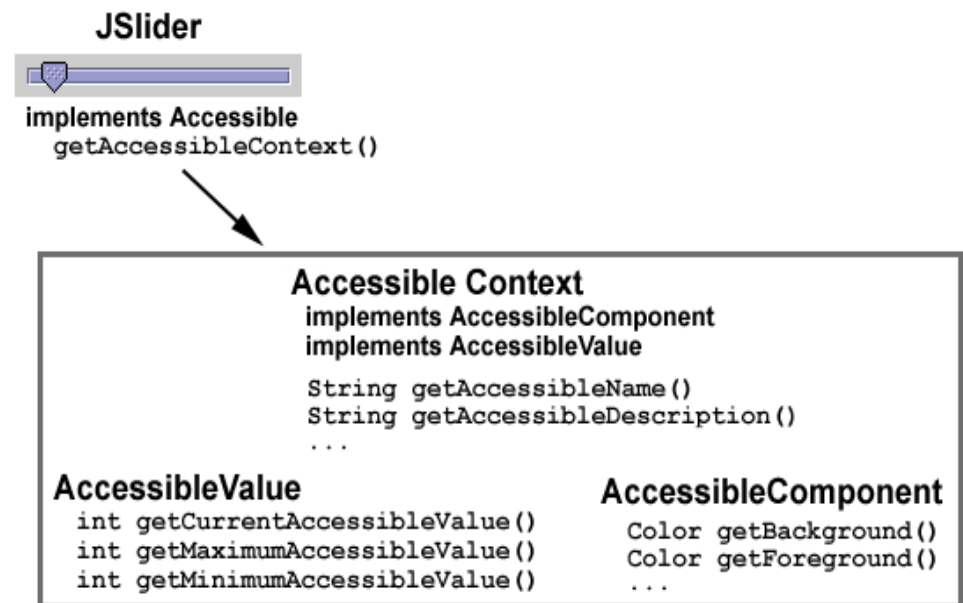 JSlider
implements Accessible
getAccessibleContext()
Accessible Context
implements AccessibleComponent
implements AccessibleValue
String getAccessibleName()
String getAccessibleDescription()
...
AccessibleValue
int getCurrentAccessibleValue()
int getMaximumAccessibleValue()
int getMinimumAccessibleValue()
AccessibleComponent
Color getBackground()
Color getForeground()
...